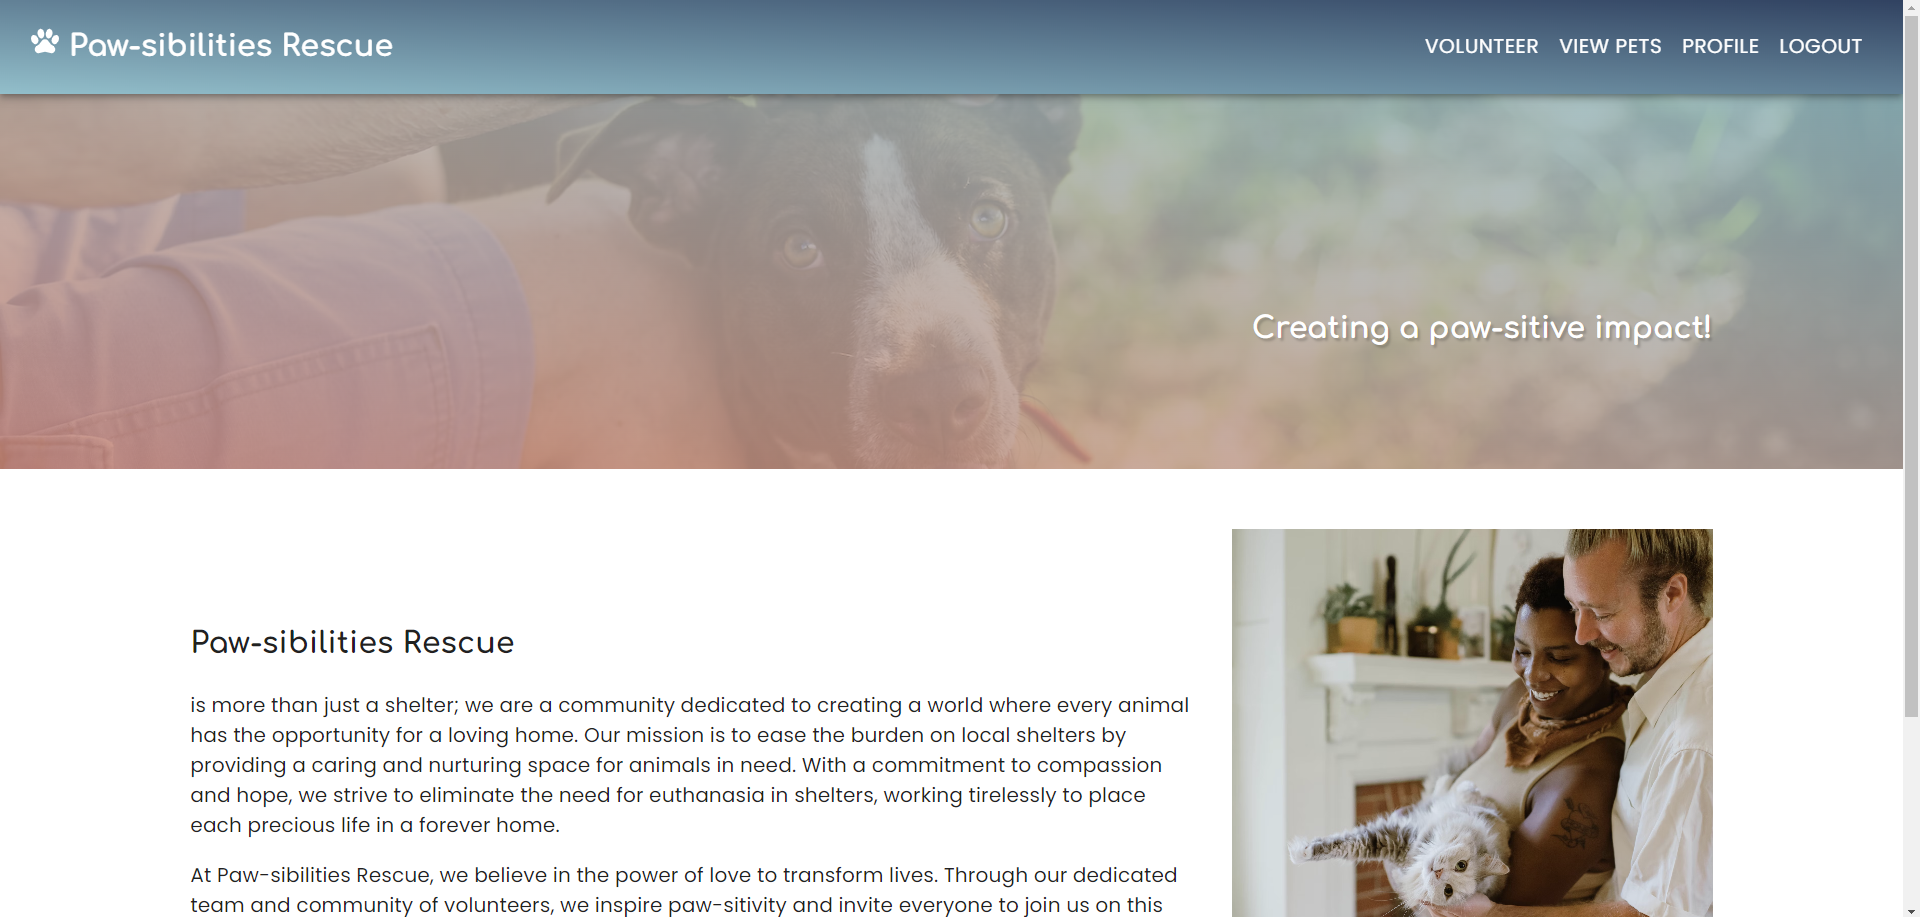 Paw-sibilities Rescue
VOLUNTEER VIEW PETS PROFILE LOGOUT
Creating a paw-sitive impact!
Paw-sibilities Rescue
is more than just a shelter; we are a community dedicated to creating a world where every animal
has the opportunity for a loving home. Our mission is to ease the burden on local shelters by
providing a caring and nurturing space for animals in need. With a commitment to compassion
and hope, we strive to eliminate the need for euthanasia in shelters, working tirelessly to place
each precious life in a forever home.
At Paw-sibilities Rescue, we believe in the power of love to transform lives. Through our dedicated
team and community of volunteers, we inspire paw-sitivity and invite everyone to join us on this